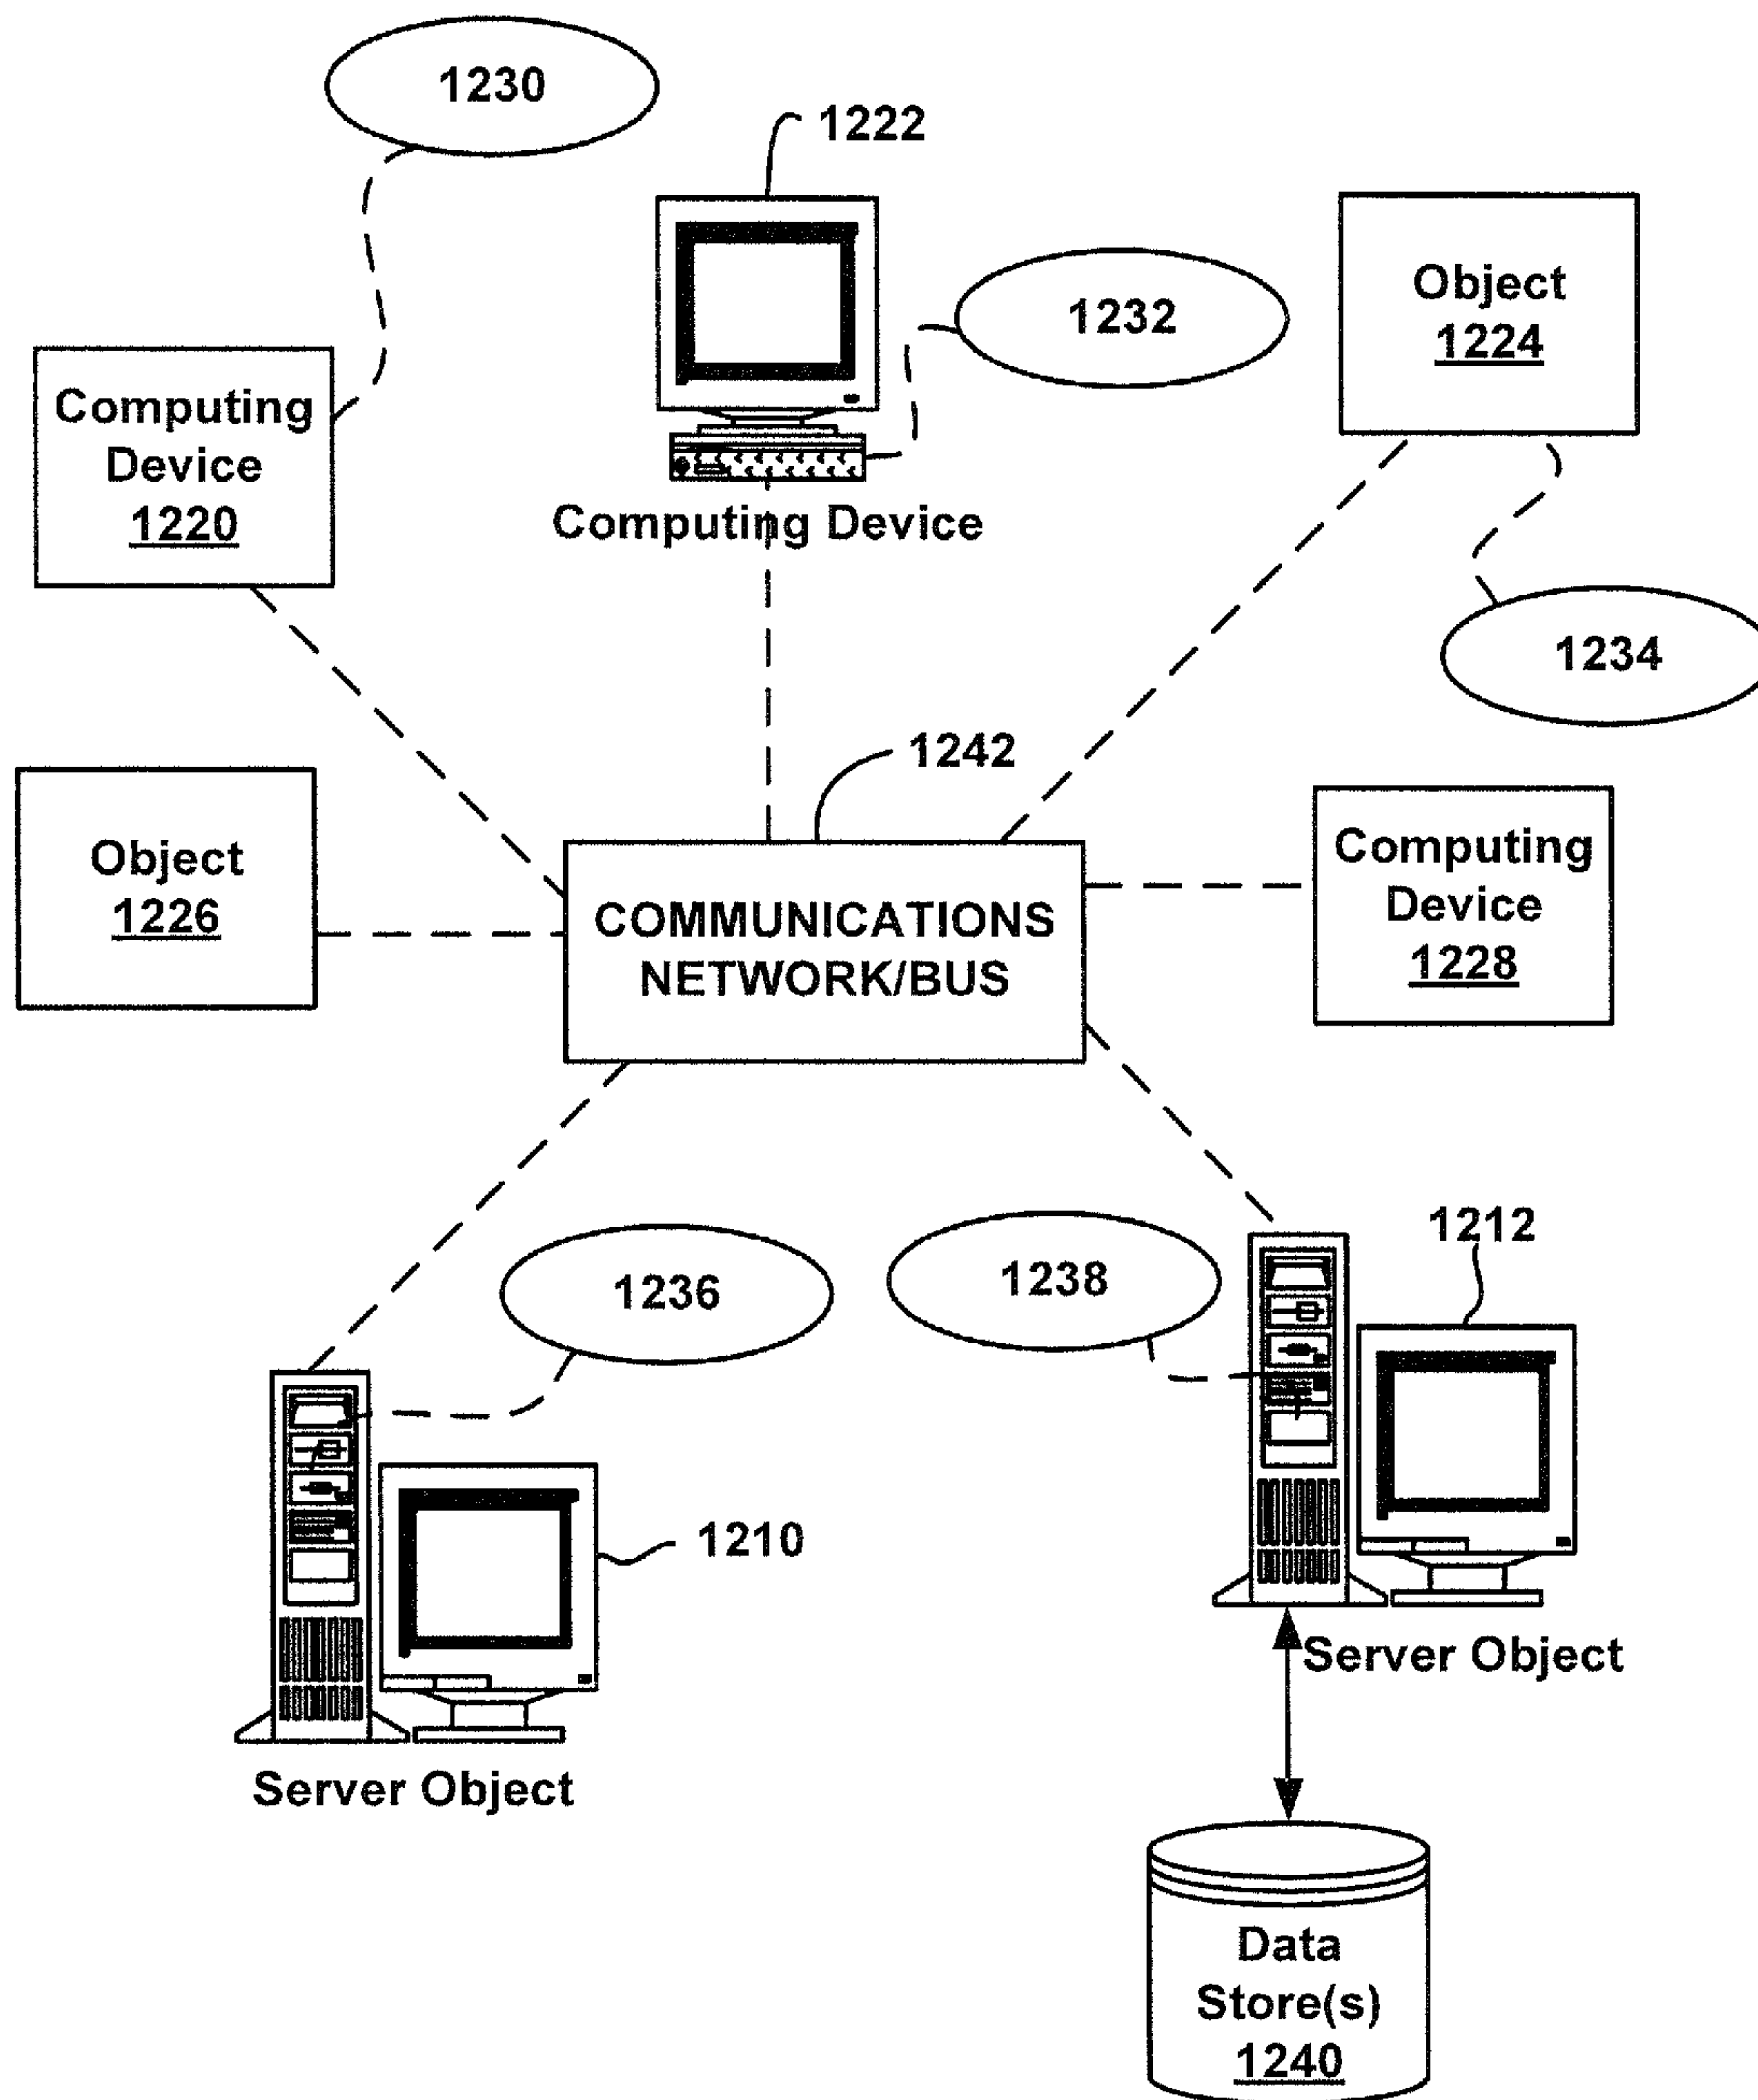 1230
1222
1232
Object
1224
Computing
Device
1220
Computing Device
1234
1242
Object
1226
COMMUNICATIONS
NETWORK/BUS
Computing
Device
1228
1236
1238
1212
1210
Server Object
Server Object
Data
Store(s)
1240